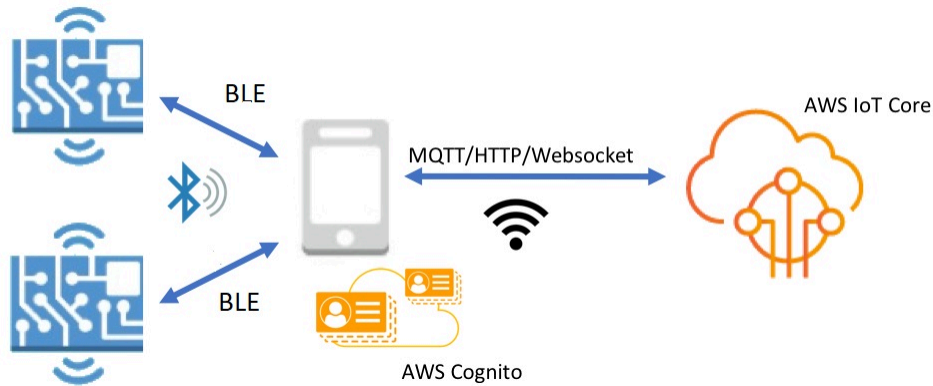 BLE
AWS IoT Core
MQTT/HTTP/Websocket
BLE
AWS Cognito